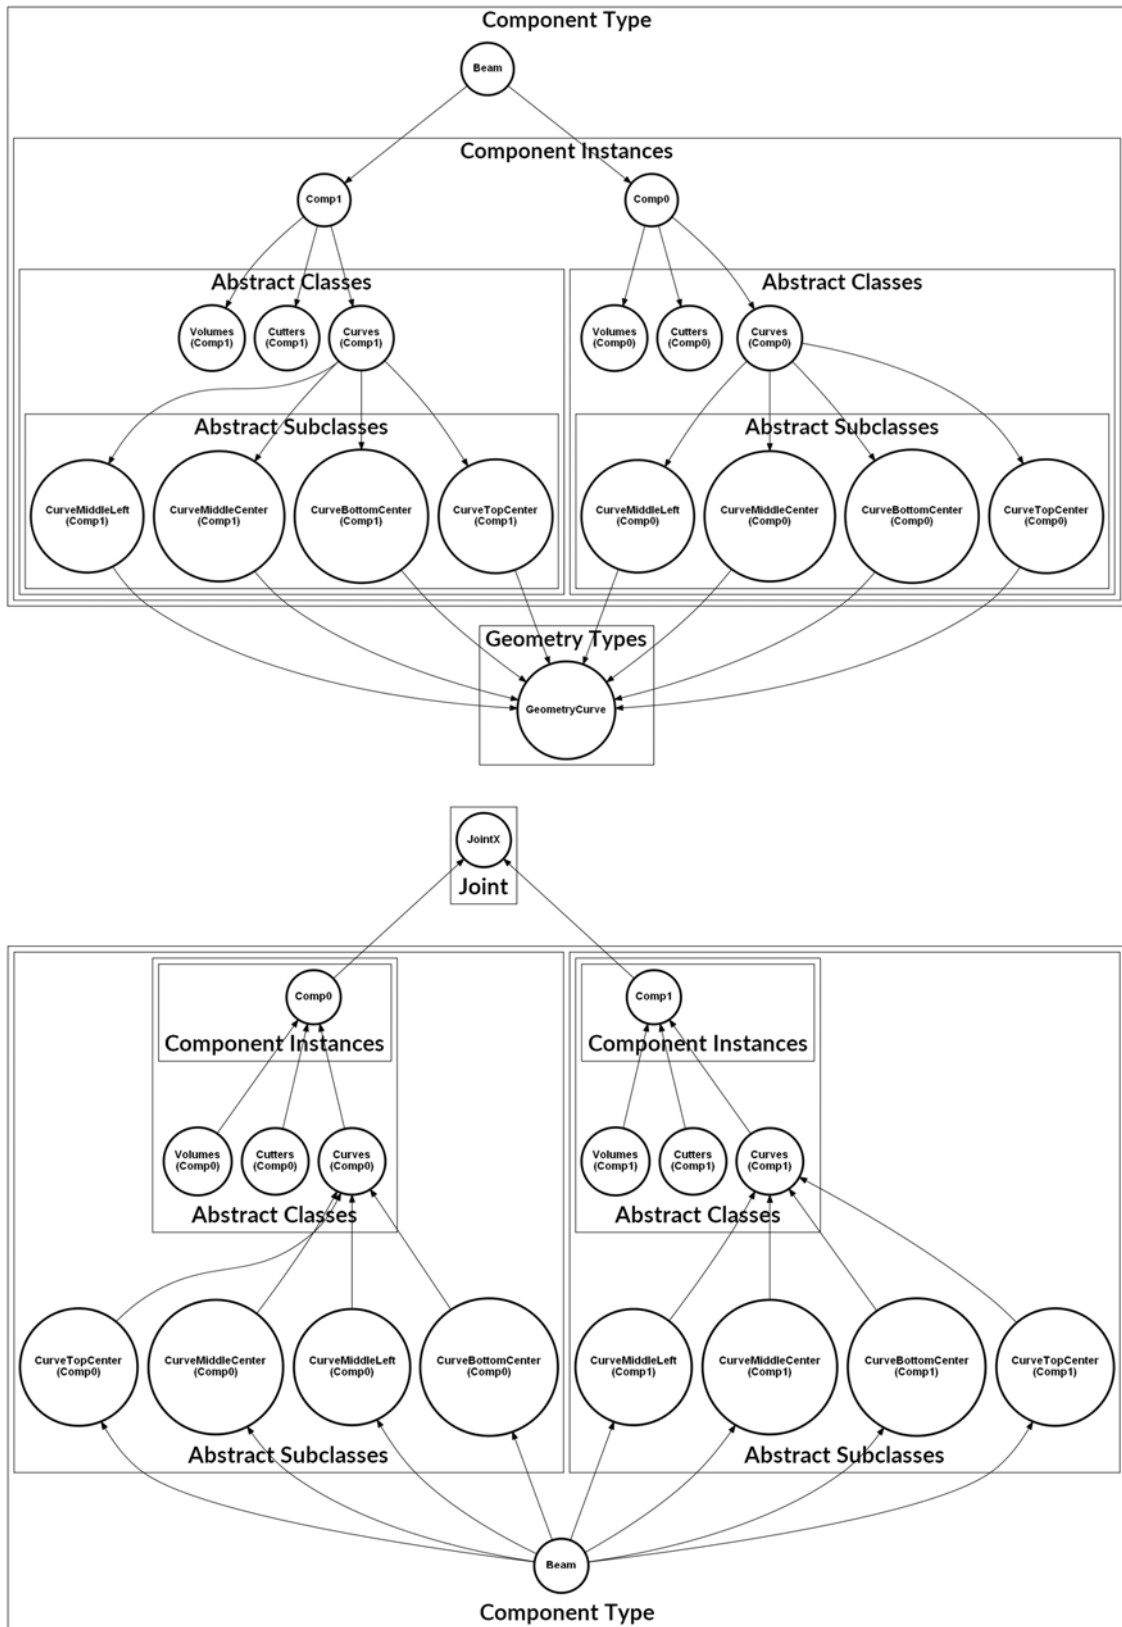 Component Type
Beam
Component Instances
Comp1
Comp0
Abstract Classes
Abstract Classes
Volumes
(Comp1)
Cutters
(Comp1)
Curves
(Comp1)
Volumes
(Comp0)
Cutters
(Comp0)
Curves
(Comp0)
Abstract Subclasses
Abstract Subclasses
CurveMiddleLeft
(Comp1)
CurveMiddleCenter
(Comp1)
CurveBottomCenter
(Comp1)
CurveTopCenter
(Comp1)
CurveMiddleLeft
(Comp0)
CurveMiddleCenter
(Comp0)
CurveBottomCenter
(Comp0)
CurveTopCenter
(Comp0)
Geometry Types
GeometryCurve
JointX
Joint
Comp0
Comp1
Component Instances
Component Instances
Volumes
(Comp0)
Cutters
(Comp0)
Curves
(Comp0)
Volumes
(Comp1)
Cutters
(Comp1)
Curves
(Comp1)
Abstract Classes
Abstract Classes
CurveTopCenter
(Comp0)
CurveMiddleCenter
(Comp0)
CurveMiddleLeft
(Comp0)
CurveBottomCenter
(Comp0)
CurveMiddleLeft
(Comp1)
CurveMiddleCenter
(Comp1)
CurveBottomCenter
(Comp1)
CurveTopCenter
(Comp1)
Abstract Subclasses
Abstract Subclasses
Beam
Component Type